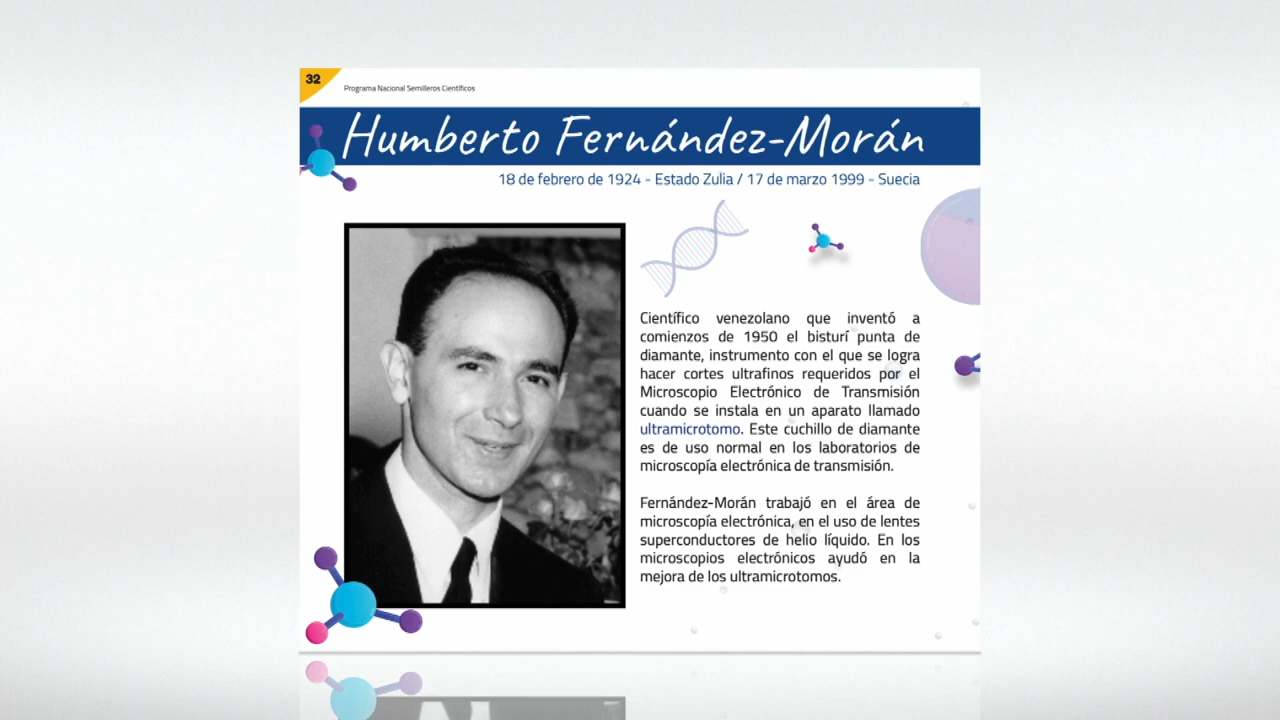 32
Programa Nacional Semilleros Científicos
Humberto Fernández-Morán
18 de febrero de 1924 - Estado Zulia / 17 de marzo 1999 - Suecia
Científico venezolano que inventó a
comienzos de 1950 el bisturí punta de
diamante, instrumento con el que se logra
hacer cortes ultrafinos requeridos por el
Microscopio Electrónico de Transmisión
cuando se instala en un aparato llamado
ultramicrotomo. Este cuchillo de diamante
es de uso normal en los laboratorios de
microscopía electrónica de transmisión.
Fernández-Morán trabajó en el área de
microscopía electrónica, en el uso de lentes
superconductores de helio líquido. En los
microscopios electrónicos ayudó en la
mejora de los ultramicrotomos.